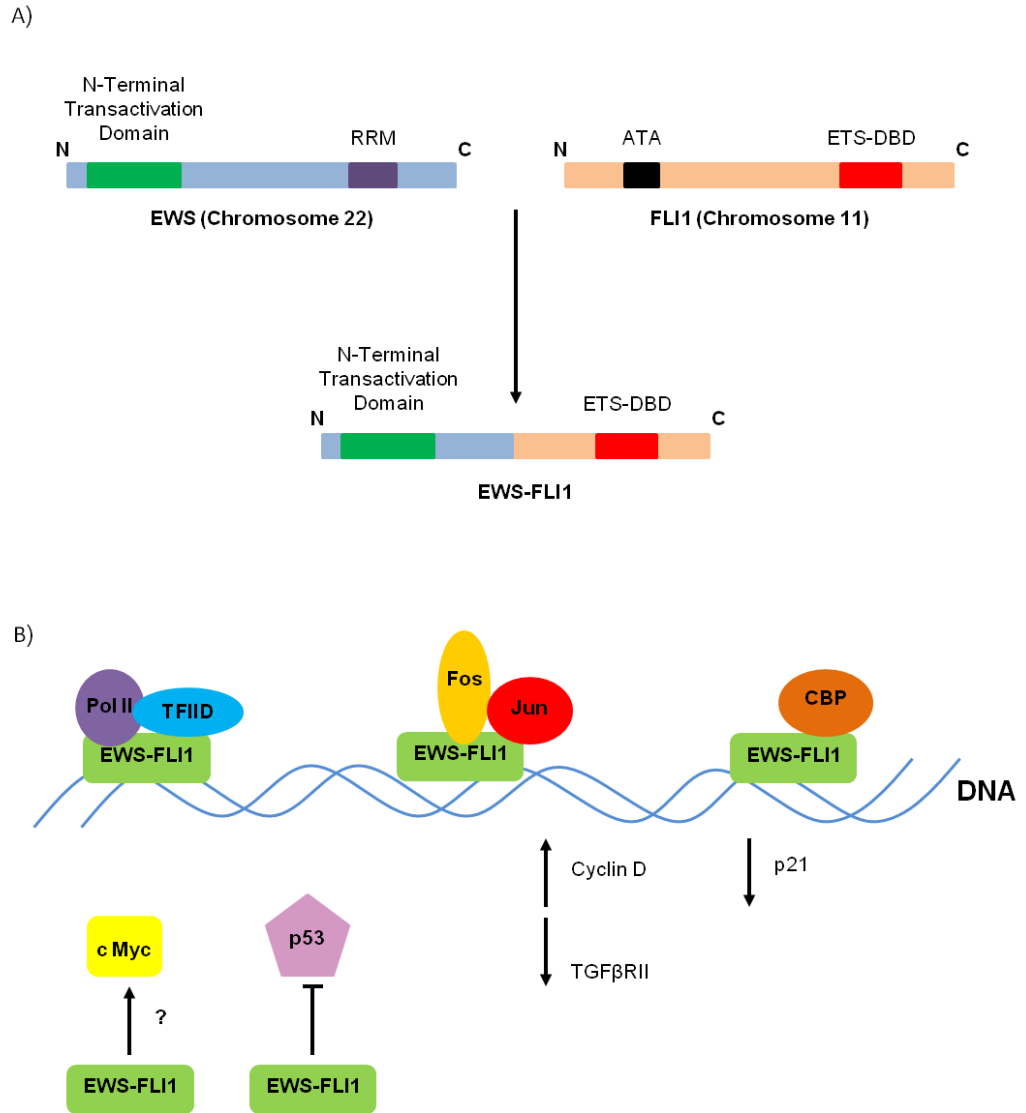 A)
N-Terminal
Transactivation
Domain
RRM
N
C
EWS (Chromosome 22)
ATA
ETS-DBD
N
C
FLI1 (Chromosome 11)
N-Terminal
Transactivation
Domain
ETS-DBD
N
C
EWS-FLI1
B)
Pol II
TFIID
EWS-FLI1
Fos
Jun
EWS-FLI1
CBP
EWS-FLI1
DNA
Cyclin D
TGFβRII
p21
c Myc
?
EWS-FLI1
p53
EWS-FLI1